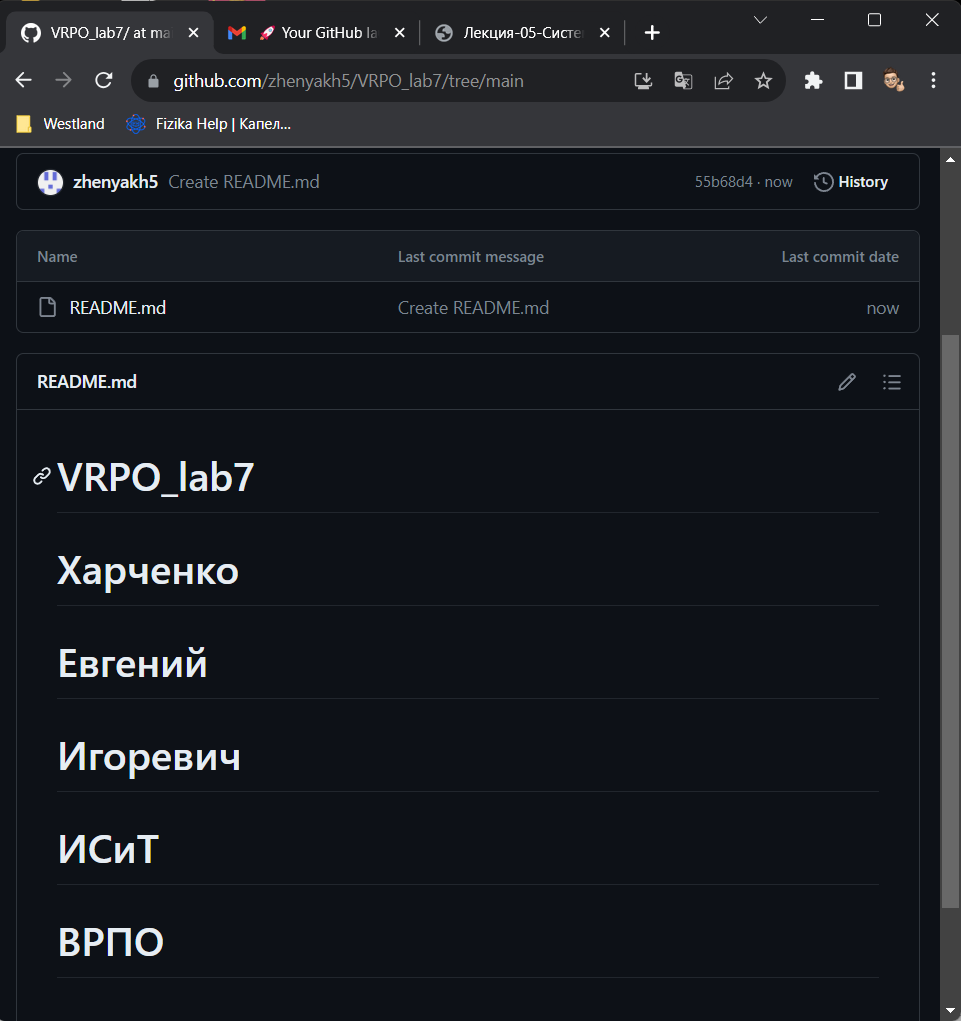 VRPO_lab7/ at ma
Your GitHub la
Лекция-05-Систе
github.com/zhenyakh5/VRPO_lab7/tree/main
Westland
Fizika Help | Капел...
zhenyakh5 Create README.md 55b68d4 · now History
Name Last commit message Last commit date
README.md Create README.md now
README.md
VRPO_lab7
Харченко
Евгений
Игоревич
ИСиТ
ВРПО